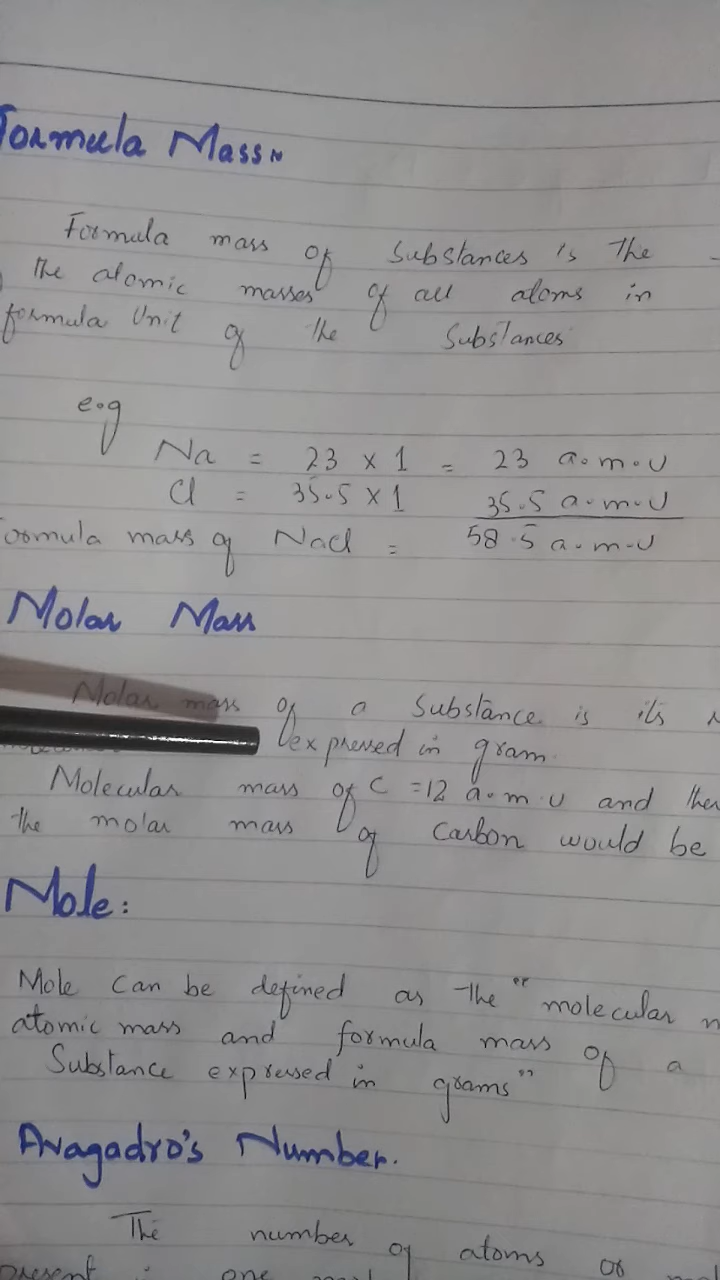 Formula Mass
Formula mass of Substances is the
the atomic masses of all atoms in
formula Unit of the Substances
e.g
Na = 23 x 1 = 23 a.m.u
Cl = 35.5 x 1 35.5 a.m.u
Formula mass of Nacl = 58.5 a.m.u
Molar Mass
Molar mass of a Substance is its
expressed in gram.
Molecular mass of C = 12 a.m.u and
the molar mass of Carbon would be
Mole:
Mole Can be defined as the "molecular
atomic mass and formula mass of a
Substance expressed in grams"
Avagadro's Number.
The number of atoms or
present one